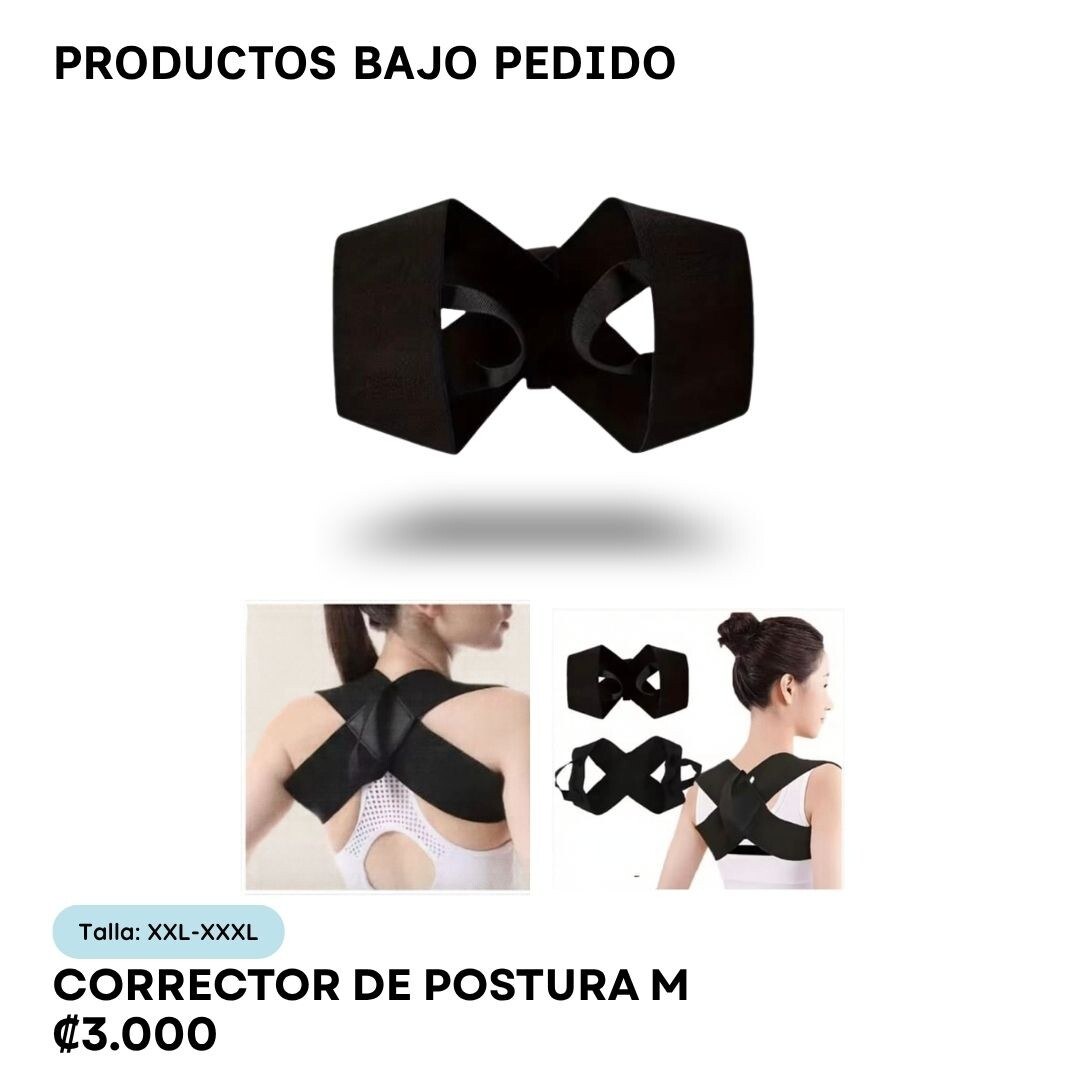 PRODUCTOS BAJO PEDIDO
Talla: XXL-XXXL
CORRECTOR DE POSTURA M
₡3.000